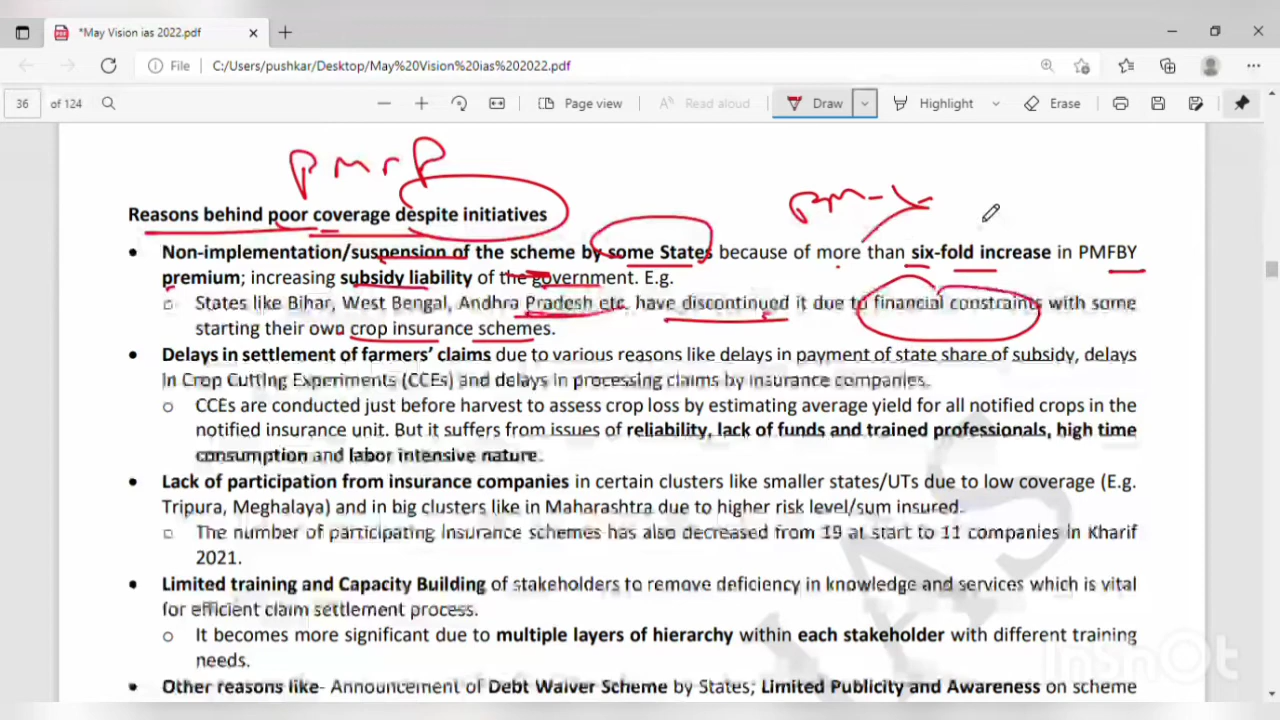 *May Vision ias 2022.pdf
File C:/Users/pushkar/Desktop/May%20Vision%20ias%202022.pdf
36 of 124 Page view Read aloud Draw Highlight Erase
Reasons behind poor coverage despite initiatives
• Non-implementation/suspension of the scheme by some States because of more than six-fold increase in PMFBY
premium; increasing subsidy liability of the government. E.g.
States like Bihar, West Bengal, Andhra Pradesh etc. have discontinued it due to financial constraints with some
starting their own crop insurance schemes.
• Delays in settlement of farmers' claims due to various reasons like delays in payment of state share of subsidy, delays
in Crop Cutting Experiments (CCEs) and delays in processing claims by insurance companies.
o CCEs are conducted just before harvest to assess crop loss by estimating average yield for all notified crops in the
notified insurance unit. But it suffers from issues of reliability, lack of funds and trained professionals, high time
consumption and labor intensive nature.
• Lack of participation from insurance companies in certain clusters like smaller states/UTs due to low coverage (E.g.
Tripura, Meghalaya) and in big clusters like in Maharashtra due to higher risk level/sum insured.
The number of participating insurance schemes has also decreased from 19 at start to 11 companies in Kharif
2021.
• Limited training and Capacity Building of stakeholders to remove deficiency in knowledge and services which is vital
for efficient claim settlement process.
o It becomes more significant due to multiple layers of hierarchy within each stakeholder with different training
needs.
• Other reasons like- Announcement of Debt Waiver Scheme by States; Limited Publicity and Awareness on scheme
InShOt